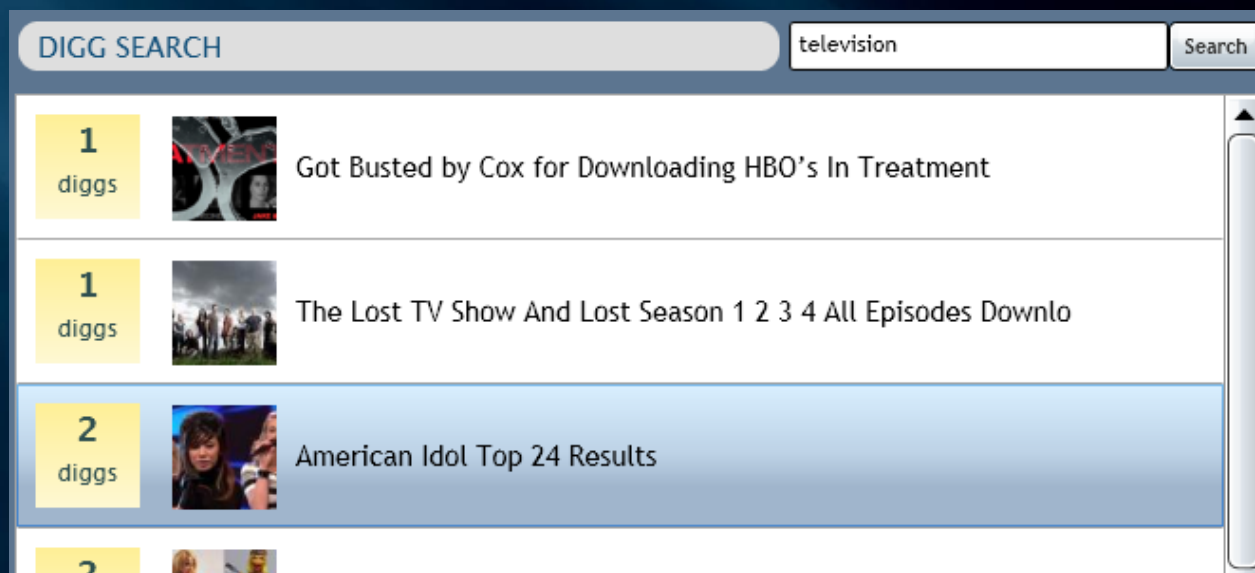 DIGG SEARCH
television
Search
1
diggs
ATMENT
Got Busted by Cox for Downloading HBO’s In Treatment
1
diggs
The Lost TV Show And Lost Season 1 2 3 4 All Episodes Downlo
2
diggs
American Idol Top 24 Results